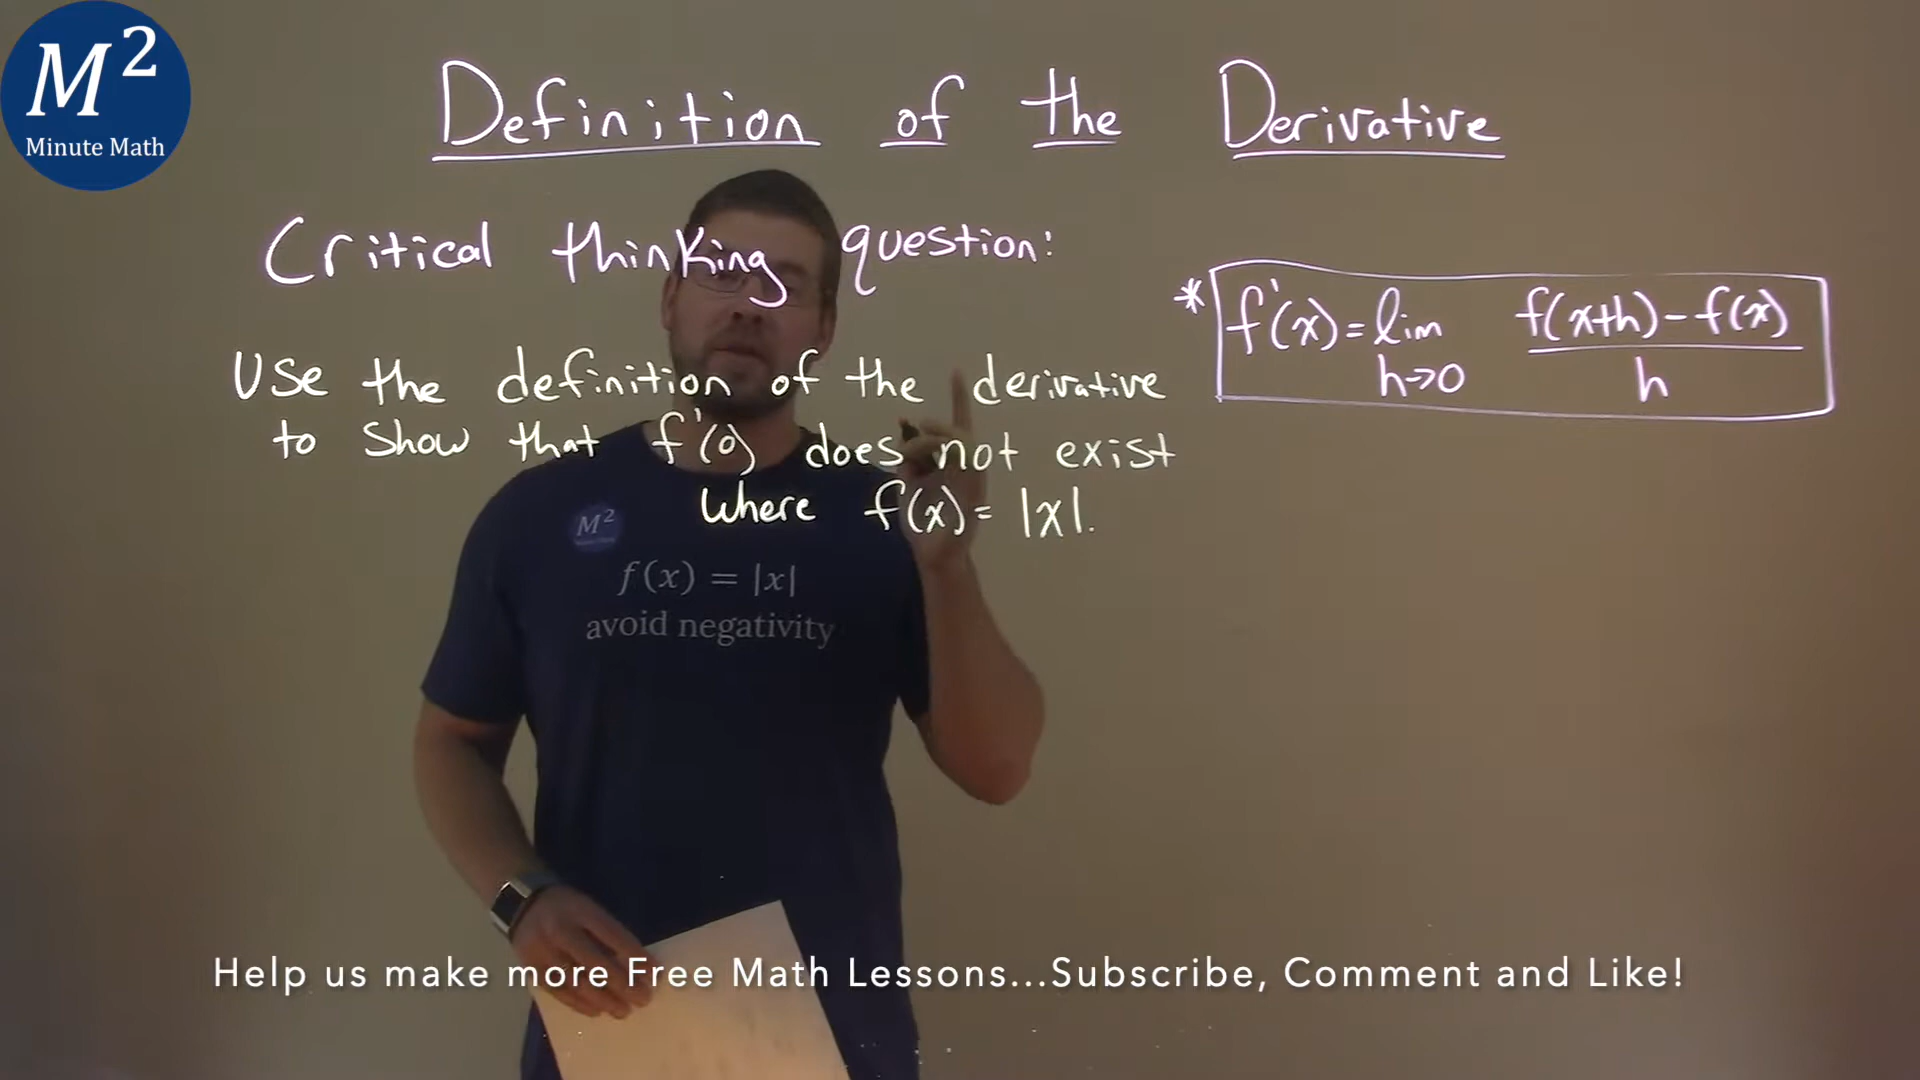 M²
Minute Math
Definition of the Derivative
Critical thinking question:
* f'(x) = lim h→0 f(x+h) - f(x) / h
Use the definition of the derivative
to show that f'(0) does not exist
where f(x) = |x|.
M²
f(x) = |x|
avoid negativity
Help us make more Free Math Lessons...Subscribe, Comment and Like!